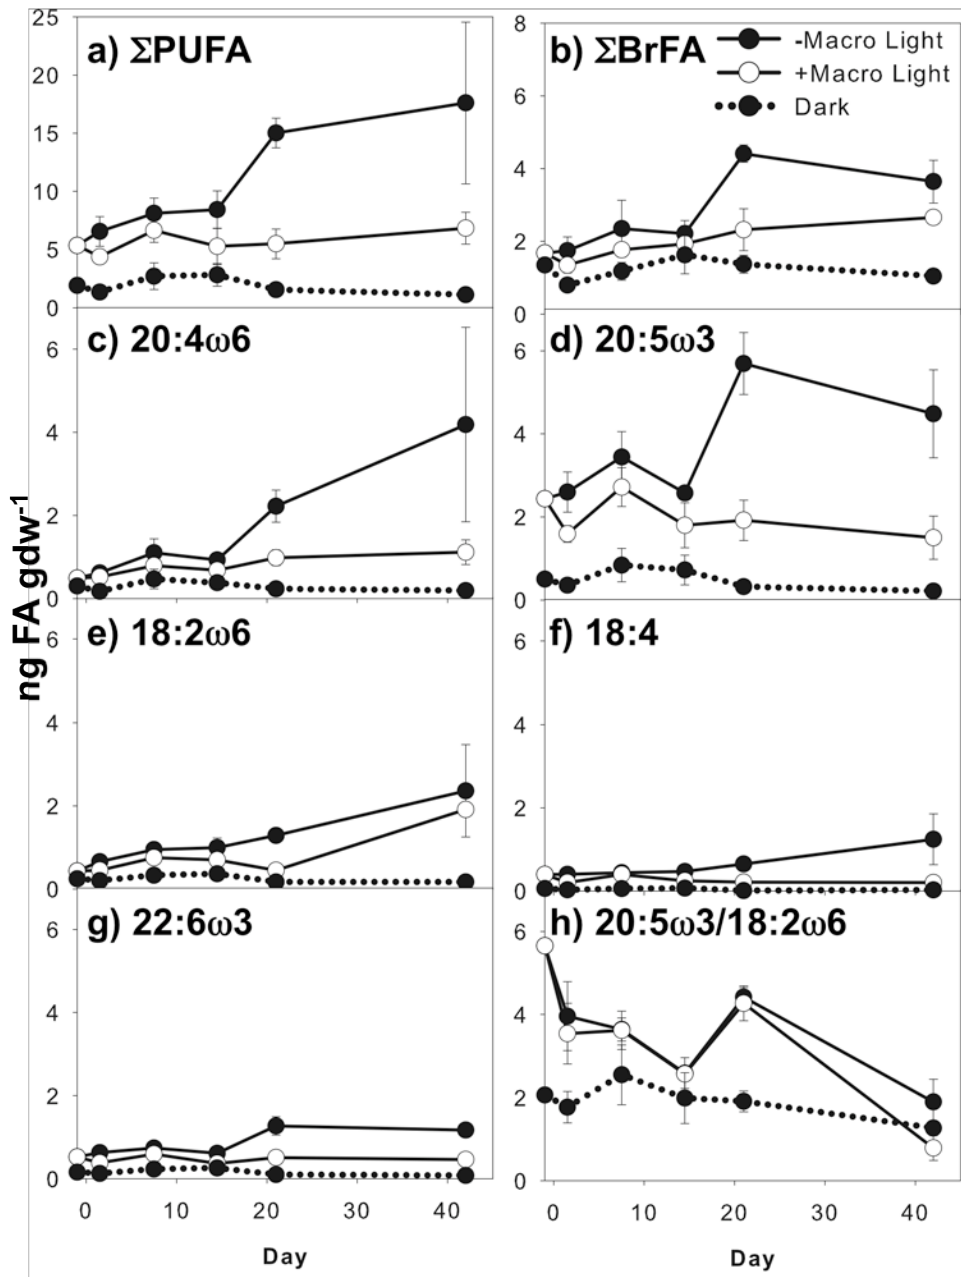 a) ΣPUFA
25
20
15
10
5
0
b) ΣBrFA
-Macro Light
+Macro Light
Dark
8
6
4
2
0
c) 20:4ω6
6
4
2
0
d) 20:5ω3
6
4
2
0
ng FA gdw⁻¹
e) 18:2ω6
6
4
2
0
f) 18:4
6
4
2
0
g) 22:6ω3
6
4
2
0
0 10 20 30 40
Day
h) 20:5ω3/18:2ω6
6
4
2
0
0 10 20 30 40
Day